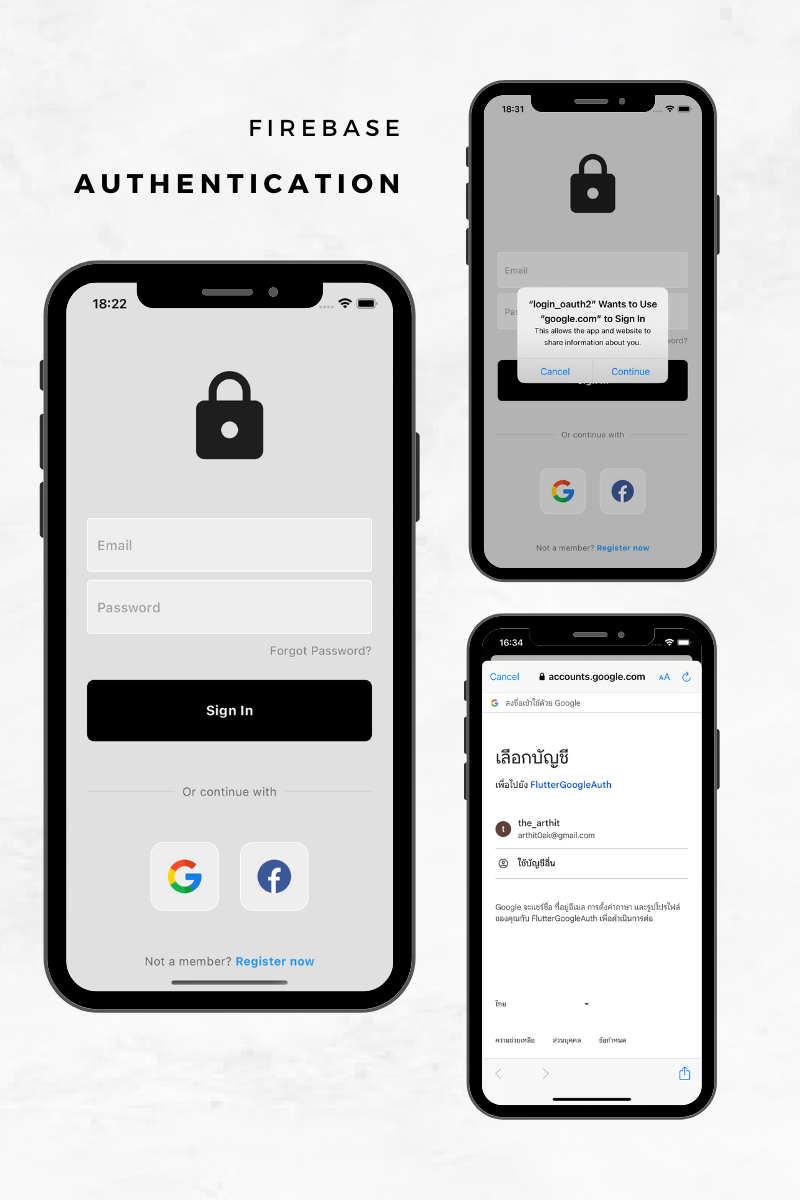 FIREBASE
AUTHENTICATION
18:22
Email
Password
Forgot Password?
Sign In
Or continue with
Not a member? Register now
18:31
Email
“login_oauth2” Wants to Use
“google.com” to Sign In
This allows the app and website to
share information about you.
Cancel Continue
Or continue with
Not a member? Register now
16:34
Cancel accounts.google.com AA
ลงชื่อเข้าใช้ด้วย Google
เลือกบัญชี
เพื่อไปยัง FlutterGoogleAuth
t
the_arthit
arthit0ak@gmail.com
ใช้บัญชีอื่น
Google จะแชร์ชื่อ ที่อยู่อีเมล การตั้งค่าภาษา และรูปโปรไฟล์
ของคุณกับ FlutterGoogleAuth เพื่อดำเนินการต่อ
ไทย
ความช่วยเหลือ ส่วนบุคคล ข้อกำหนด